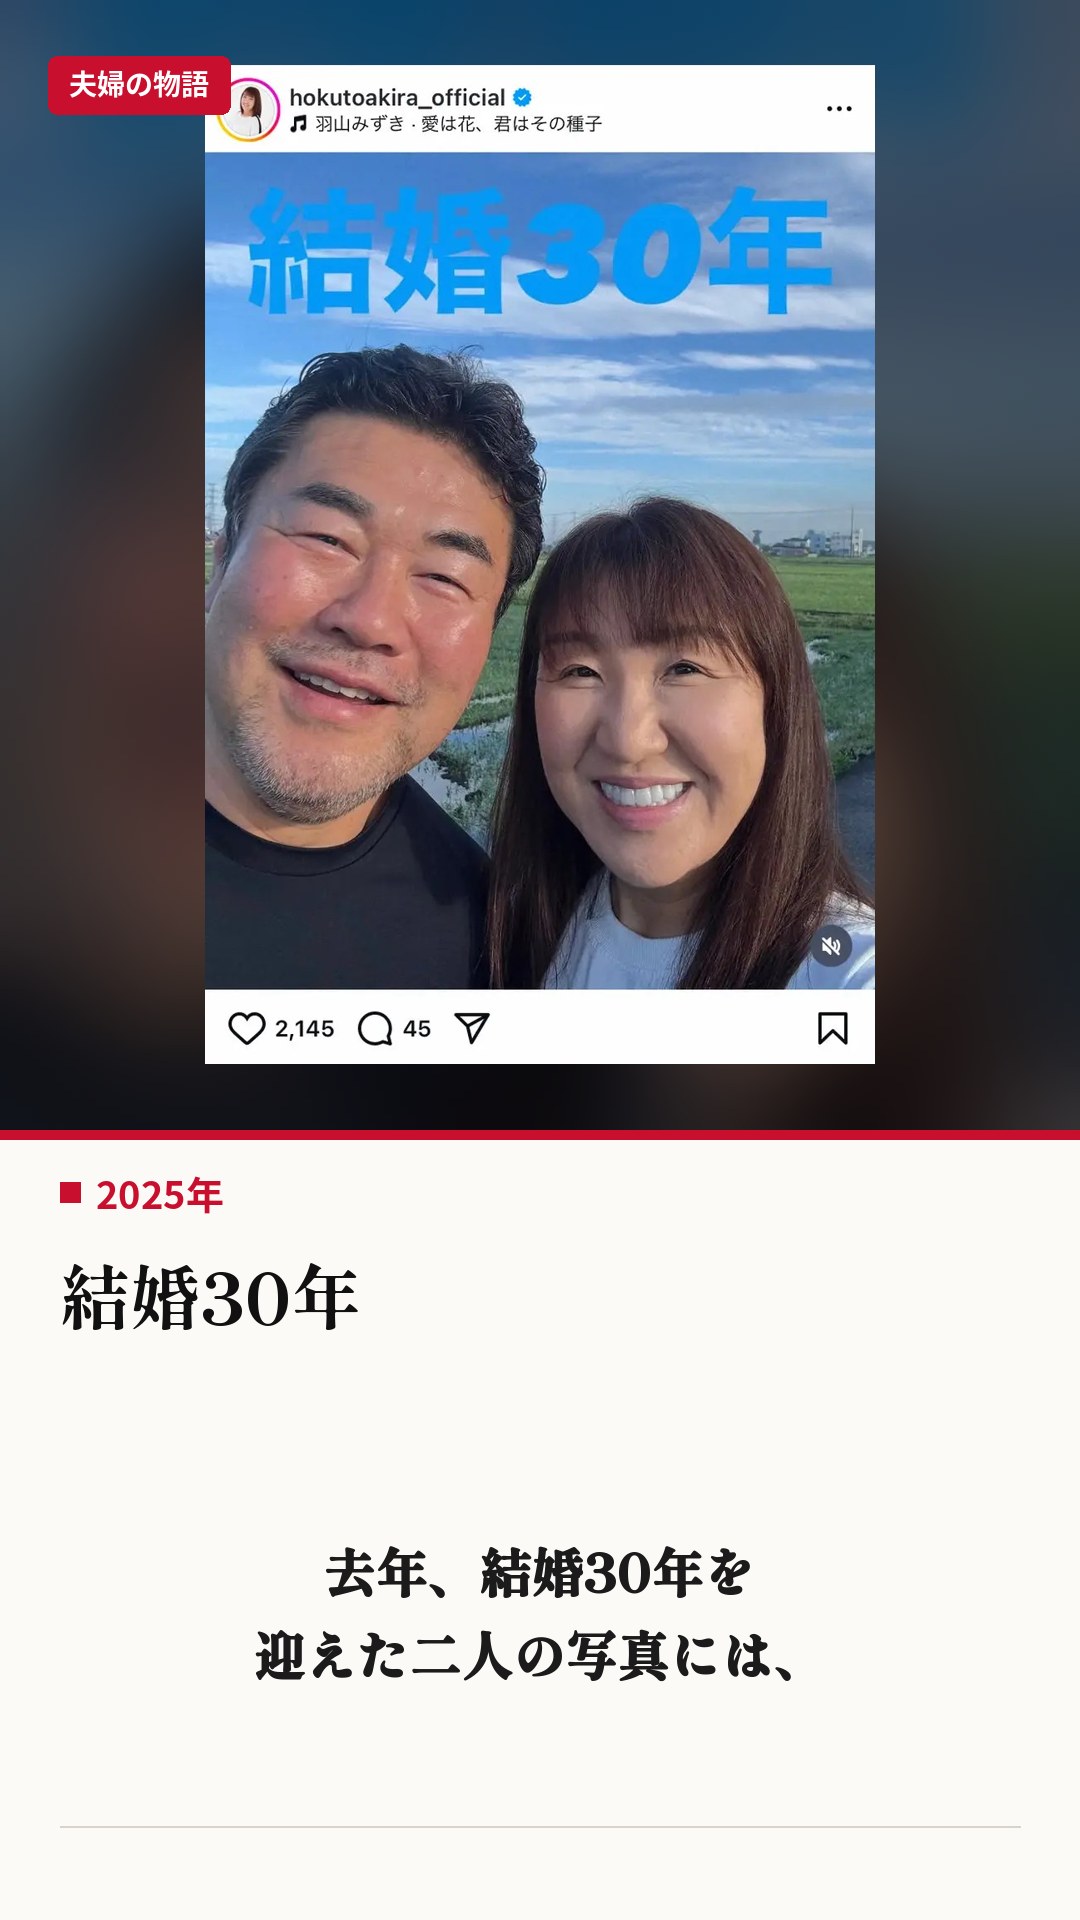 夫婦の物語
hokutoakira_official
羽山みずき · 愛は花、君はその種子
結婚30年
2,145
45
2025年
結婚30年
去年、結婚30年を
迎えた二人の写真には、